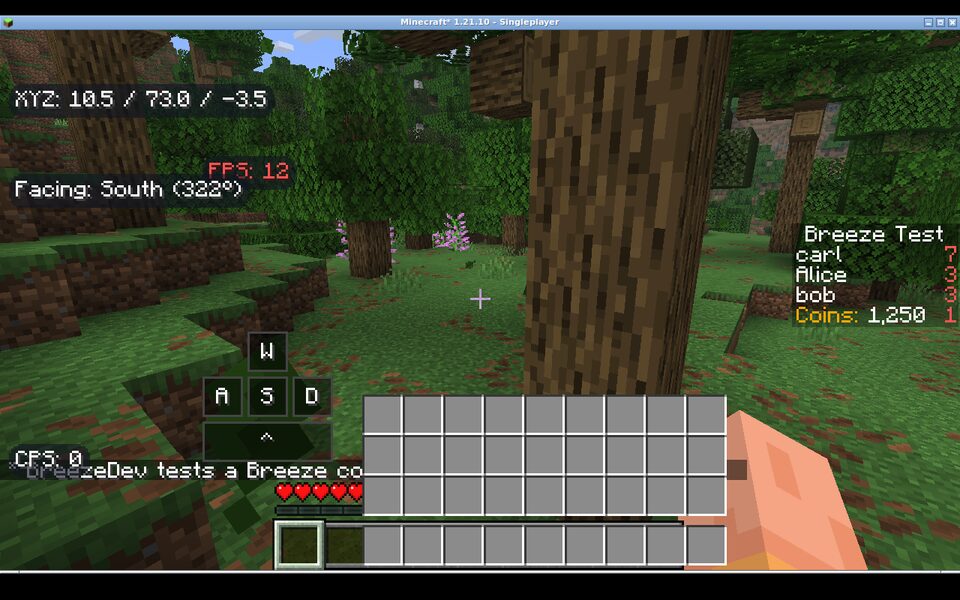 Minecraft* 1.21.10 - Singleplayer
XYZ: 10.5 / 73.0 / -3.5
FPS: 12
Facing: South (322º)
Breeze Test
carl 7
Alice 3
bob 3
Coins: 1,250 1
W
A S D
^
CPS: 0
BreezeDev tests a Breeze co